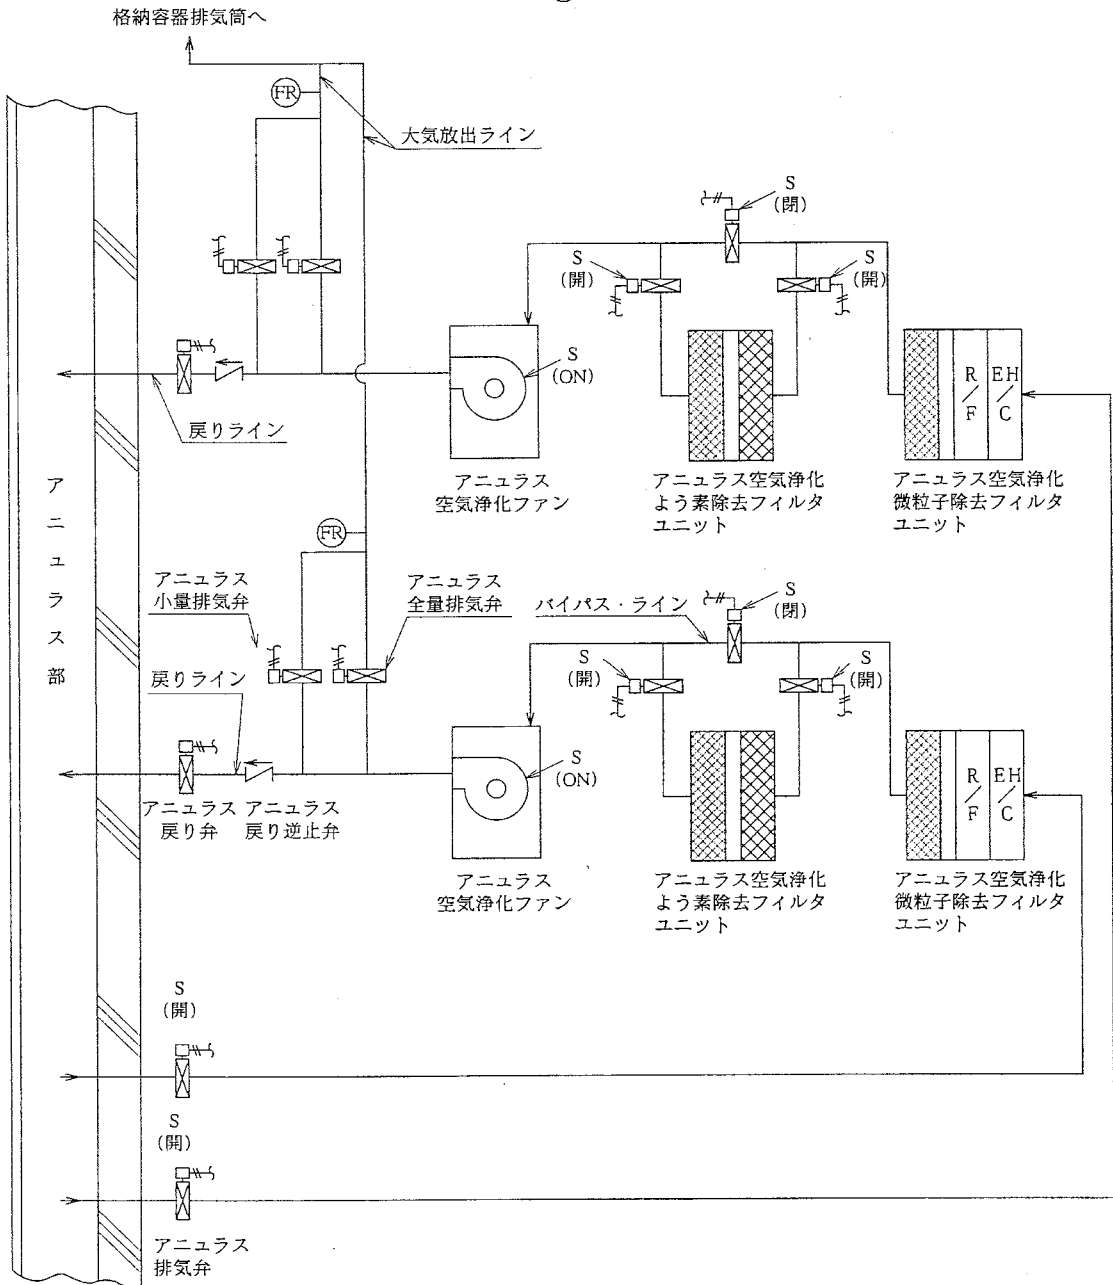 格納容器排気筒へ
FR
大気放出ライン
S
(閉)
S
(開)
S
(開)
S
(ON)
R/F
EH/C
戻りライン
アニュラス
空気浄化ファン
アニュラス空気浄化
よう素除去フィルタ
ユニット
アニュラス空気浄化
微粒子除去フィルタ
ユニット
アニュラス部
FR
アニュラス
小量排気弁
アニュラス
全量排気弁
バイパス・ライン
S
(閉)
S
(開)
S
(開)
戻りライン
S
(ON)
R/F
EH/C
アニュラス
戻り弁
アニュラス
戻り逆止弁
アニュラス
空気浄化ファン
アニュラス空気浄化
よう素除去フィルタ
ユニット
アニュラス空気浄化
微粒子除去フィルタ
ユニット
S
(開)
S
(開)
アニュラス
排気弁